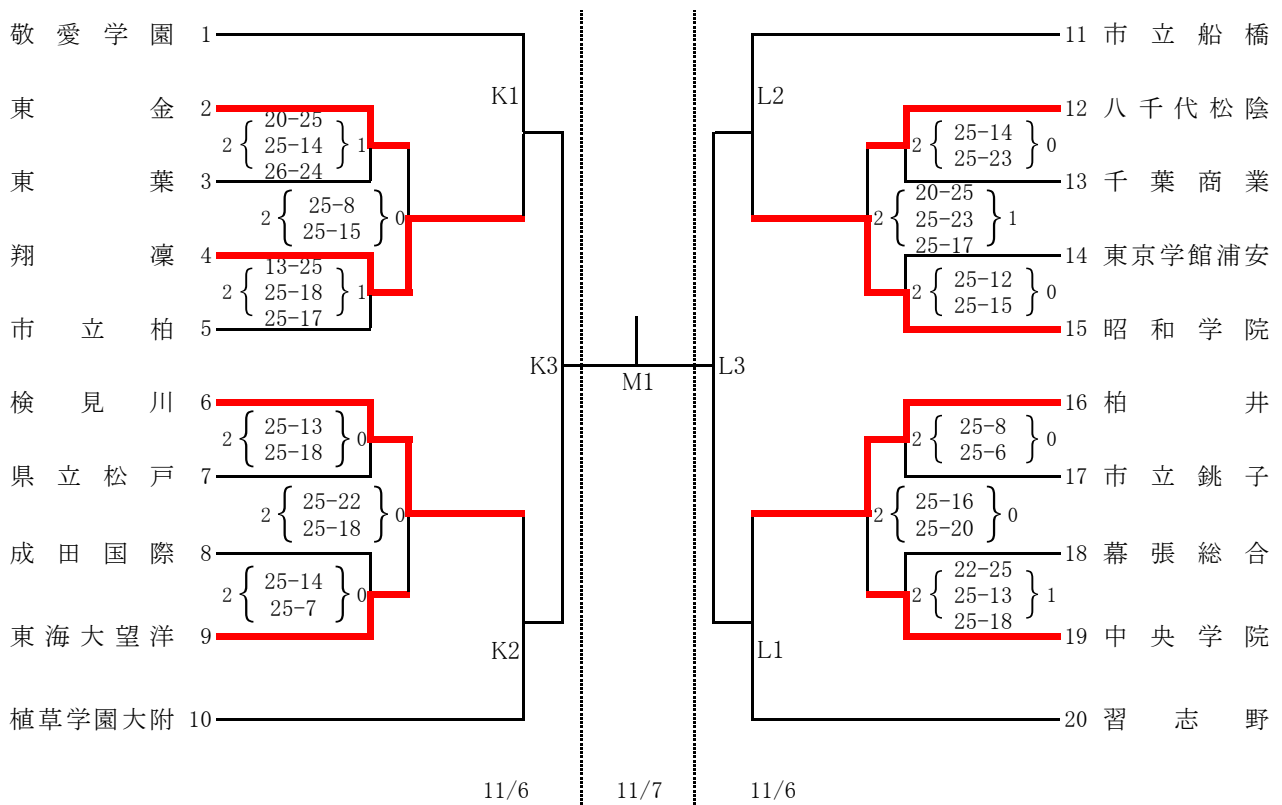 敬愛学園 1
K1
東金 2
2 { 20-25 25-14 26-24 } 1
東葉 3
2 { 25-8 25-15 } 0
翔凜 4
2 { 13-25 25-18 25-17 } 1
市立柏 5
K3
検見川 6
2 { 25-13 25-18 } 0
県立松戸 7
2 { 25-22 25-18 } 0
成田国際 8
2 { 25-14 25-7 } 0
東海大望洋 9
K2
植草学園大附 10
M1
11 市立船橋
L2
12 八千代松陰
2 { 25-14 25-23 } 0
13 千葉商業
2 { 20-25 25-23 25-17 } 1
14 東京学館浦安
2 { 25-12 25-15 } 0
15 昭和学院
L3
16 柏井
2 { 25-8 25-6 } 0
17 市立銚子
2 { 25-16 25-20 } 0
18 幕張総合
2 { 22-25 25-13 25-18 } 1
19 中央学院
L1
20 習志野
11/6 11/7 11/6